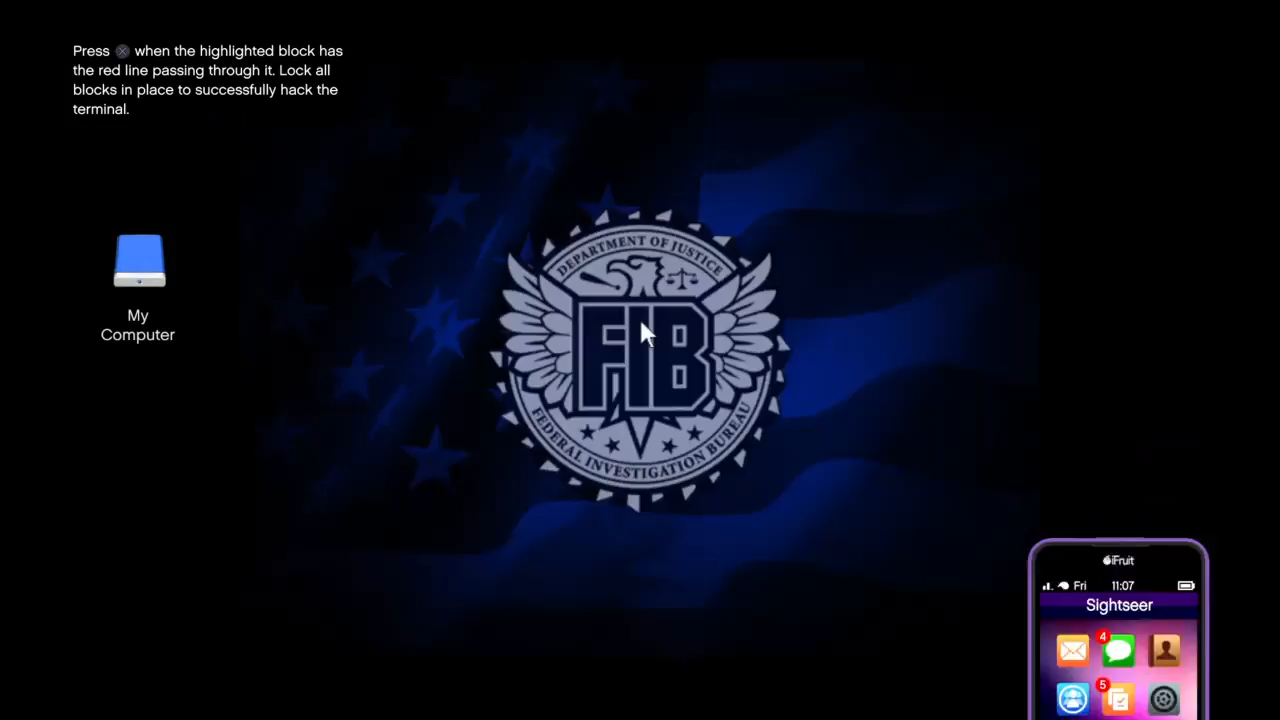 Press ⊗ when the highlighted block has
the red line passing through it. Lock all
blocks in place to successfully hack the
terminal.
DEPARTMENT OF JUSTICE
FIB
FEDERAL INVESTIGATION BUREAU
My
Computer
iFruit
Fri 11:07
Sightseer
4
5